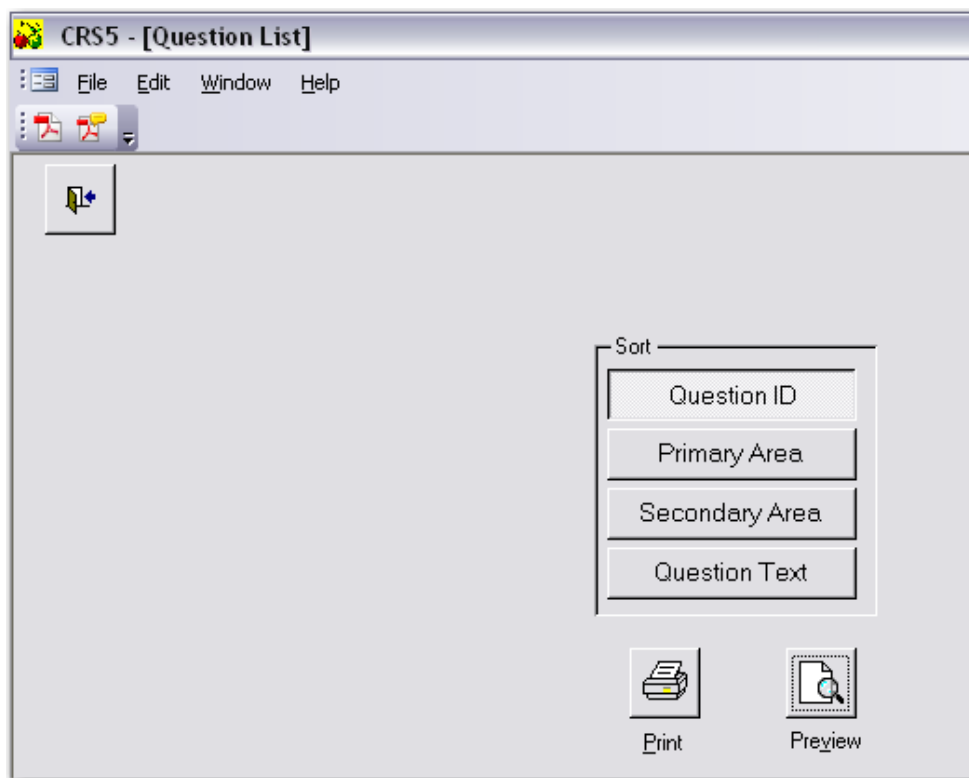 CRS5 - [Question List]
File Edit Window Help
Sort
Question ID
Primary Area
Secondary Area
Question Text
Print Preview